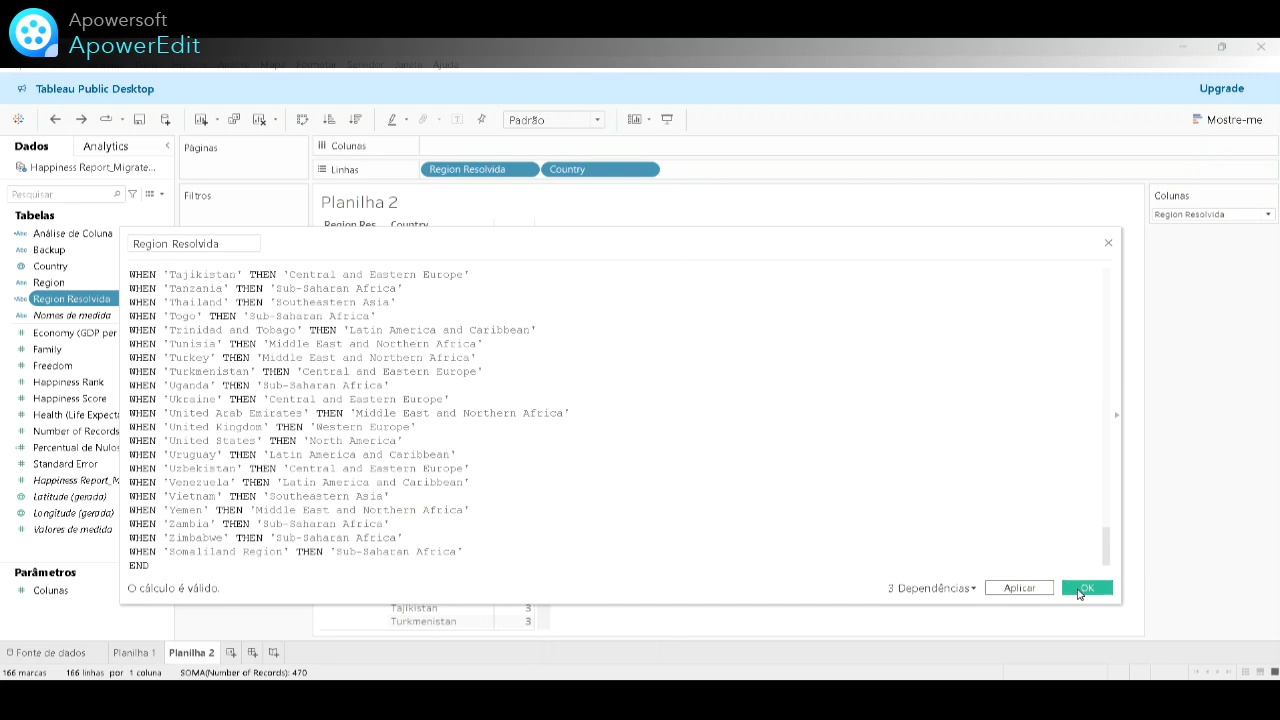 Apowersoft
ApowerEdit
Mapa Formatar Servidor Janela Ajuda
Tableau Public Desktop
Upgrade
Padrão
Mostre-me
Dados
Analytics
Páginas
Colunas
Happiness Report_Migrate...
Linhas
Region Resolvida
Country
Pesquisar
Filtros
Planilha 2
Colunas
Region Resolvida
Tabelas
Region Res.. Country
Análise de Coluna
Backup
Country
Region
Region Resolvida
Nomes de medida
Economy (GDP per
Family
Freedom
Happiness Rank
Happiness Score
Health (Life Expecta
Number of Records
Percentual de Nulos
Standard Error
Happiness Report_M
Latitude (gerada)
Longitude (gerada)
Valores de medida
Parâmetros
Colunas
Region Resolvida
WHEN 'Tajikistan' THEN 'Central and Eastern Europe'
WHEN 'Tanzania' THEN 'Sub-Saharan Africa'
WHEN 'Thailand' THEN 'Southeastern Asia'
WHEN 'Togo' THEN 'Sub-Saharan Africa'
WHEN 'Trinidad and Tobago' THEN 'Latin America and Caribbean'
WHEN 'Tunisia' THEN 'Middle East and Northern Africa'
WHEN 'Turkey' THEN 'Middle East and Northern Africa'
WHEN 'Turkmenistan' THEN 'Central and Eastern Europe'
WHEN 'Uganda' THEN 'Sub-Saharan Africa'
WHEN 'Ukraine' THEN 'Central and Eastern Europe'
WHEN 'United Arab Emirates' THEN 'Middle East and Northern Africa'
WHEN 'United Kingdom' THEN 'Western Europe'
WHEN 'United States' THEN 'North America'
WHEN 'Uruguay' THEN 'Latin America and Caribbean'
WHEN 'Uzbekistan' THEN 'Central and Eastern Europe'
WHEN 'Venezuela' THEN 'Latin America and Caribbean'
WHEN 'Vietnam' THEN 'Southeastern Asia'
WHEN 'Yemen' THEN 'Middle East and Northern Africa'
WHEN 'Zambia' THEN 'Sub-Saharan Africa'
WHEN 'Zimbabwe' THEN 'Sub-Saharan Africa'
WHEN 'Somaliland Region' THEN 'Sub-Saharan Africa'
END
O cálculo é válido.
3 Dependências
Aplicar
OK
Tajikistan 3
Turkmenistan 3
Fonte de dados
Planilha 1
Planilha 2
166 marcas
166 linhas por 1 coluna
SOMA(Number of Records): 470